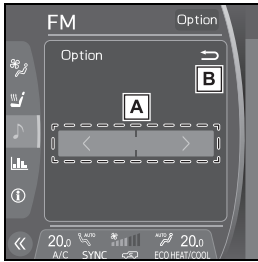 FM Option
Option
B
A
20.0 AUTO AUTO 20.0
A/C SYNC ECO HEAT/COOL